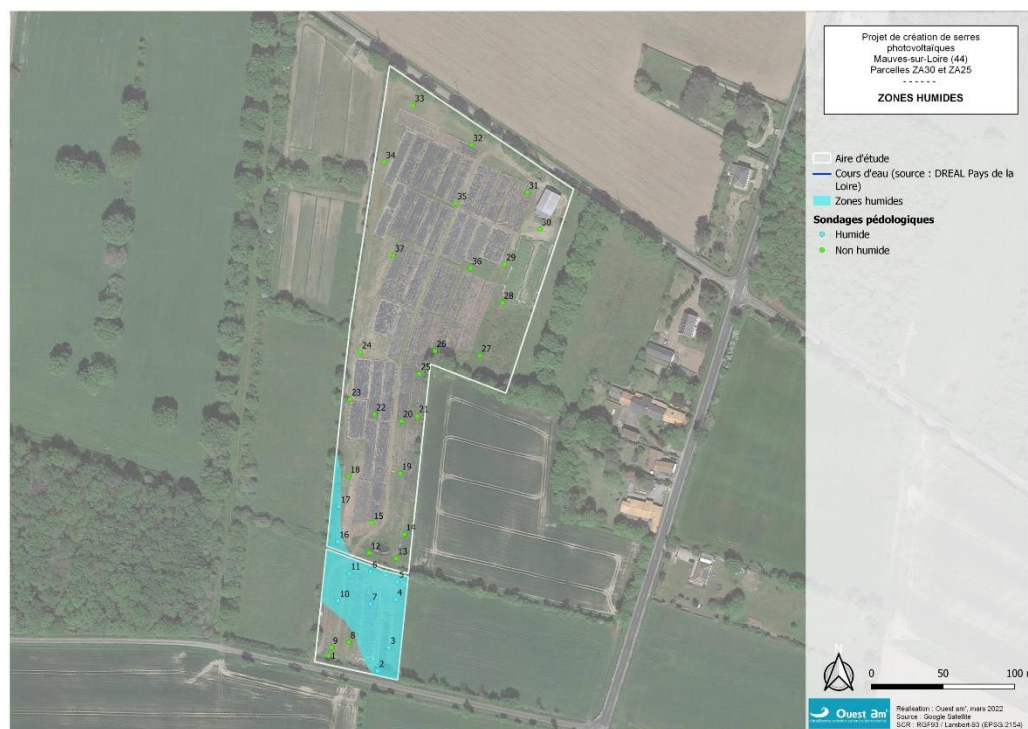 Projet de création de serres
photovoltaïques
Mauves-sur-Loire (44)
Parcelles ZA30 et ZA25
------
ZONES HUMIDES
Aire d'étude
Cours d'eau (source : DREAL Pays de la
Loire)
Zones humides
Sondages pédologiques
Humide
Non humide
33
32
34
31
35
30
37
29
36
28
26
27
24
25
23
22
21
20
18
19
17
15
14
16
12
13
11
6
5
10
7
4
8
9
3
1
2
0 50 100 m
Ouest am'
Réalisation : Ouest am', mars 2022
Source : Google Satellite
SCR : RGF93 / Lambert-93 (EPSG:2154)